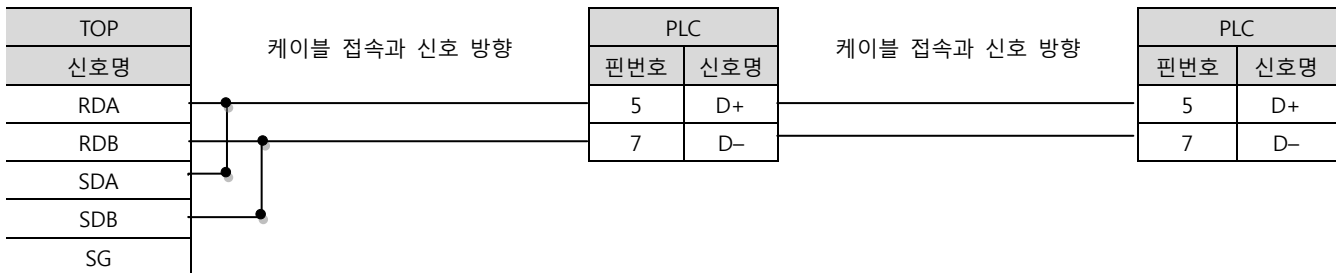 TOP 케이블 접속과 신호 방향 PLC 케이블 접속과 신호 방향 PLC
신호명 핀번호 신호명 핀번호 신호명
RDA 5 D+ 5 D+
RDB 7 D– 7 D–
SDA
SDB
SG